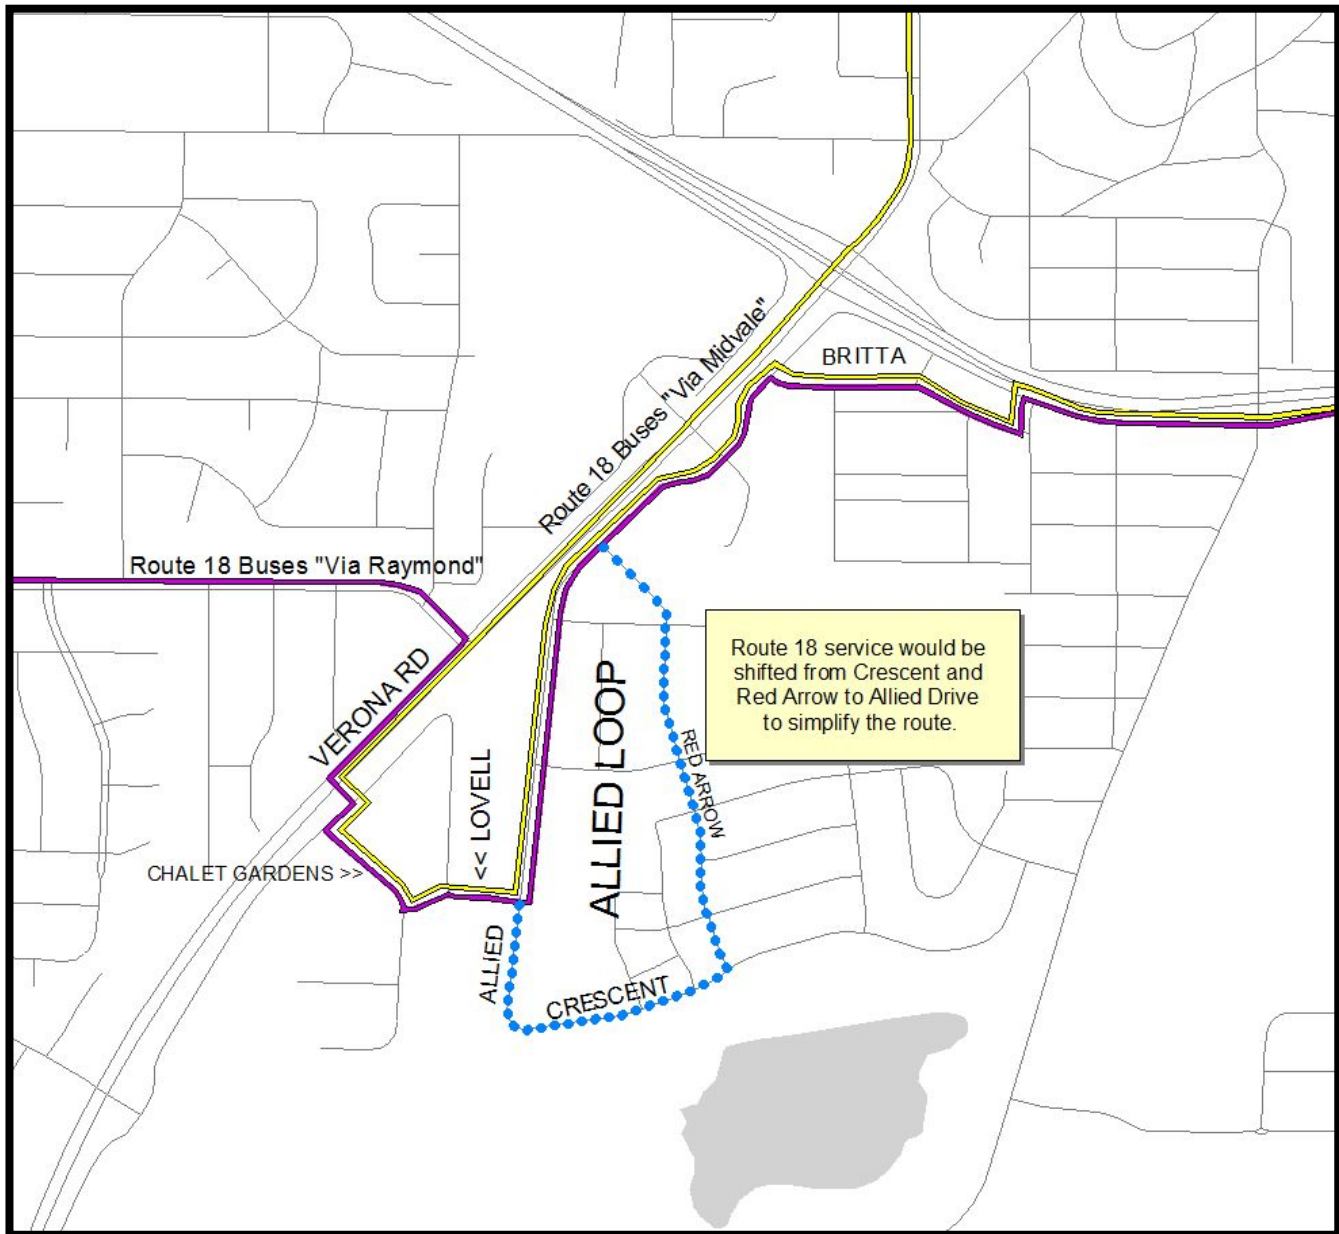 Route 18 Buses "Via Midvale"
BRITTA
Route 18 Buses "Via Raymond"
VERONA RD
Route 18 service would be
shifted from Crescent and
Red Arrow to Allied Drive
to simplify the route.
ALLIED LOOP
RED ARROW
<< LOVELL
CHALET GARDENS >>
ALLIED
CRESCENT